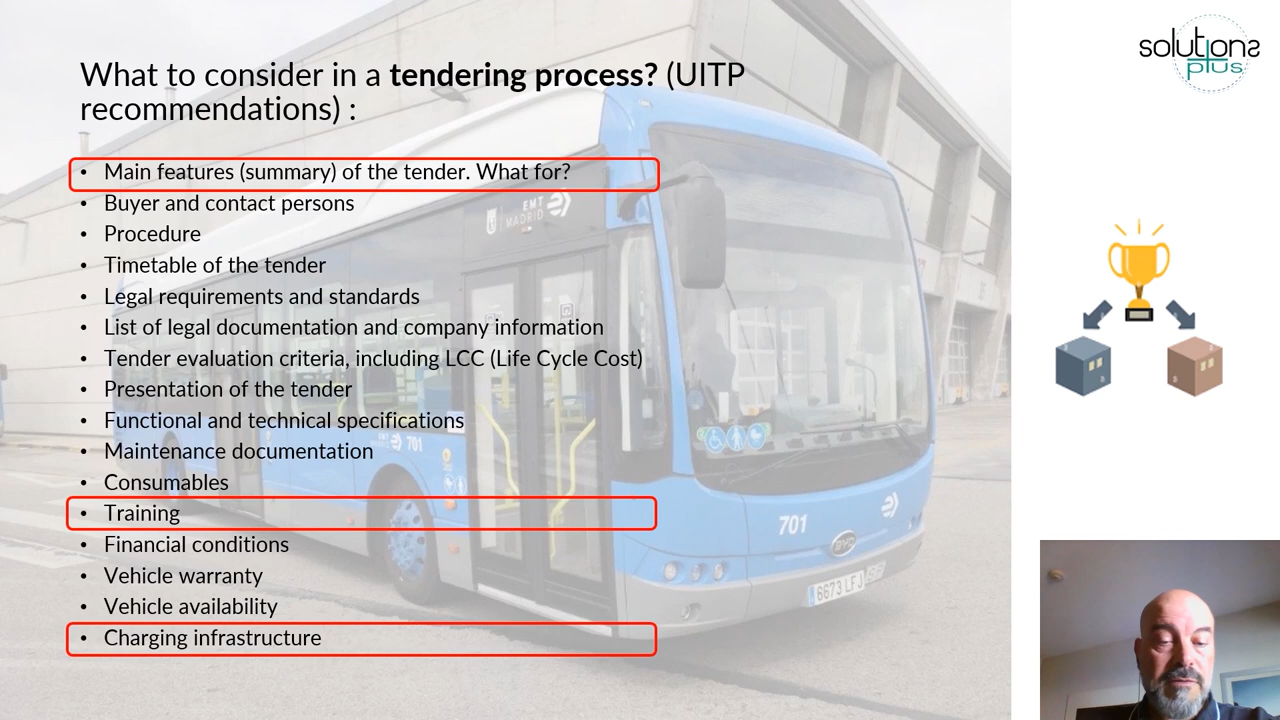 What to consider in a tendering process? (UITP
recommendations) :
• Main features (summary) of the tender. What for?
• Buyer and contact persons
• Procedure
• Timetable of the tender
• Legal requirements and standards
• List of legal documentation and company information
• Tender evaluation criteria, including LCC (Life Cycle Cost)
• Presentation of the tender
• Functional and technical specifications
• Maintenance documentation
• Consumables
• Training
• Financial conditions
• Vehicle warranty
• Vehicle availability
• Charging infrastructure
EMT
MADRID
701
701
BYD
6673 LFJ
solutions
plus